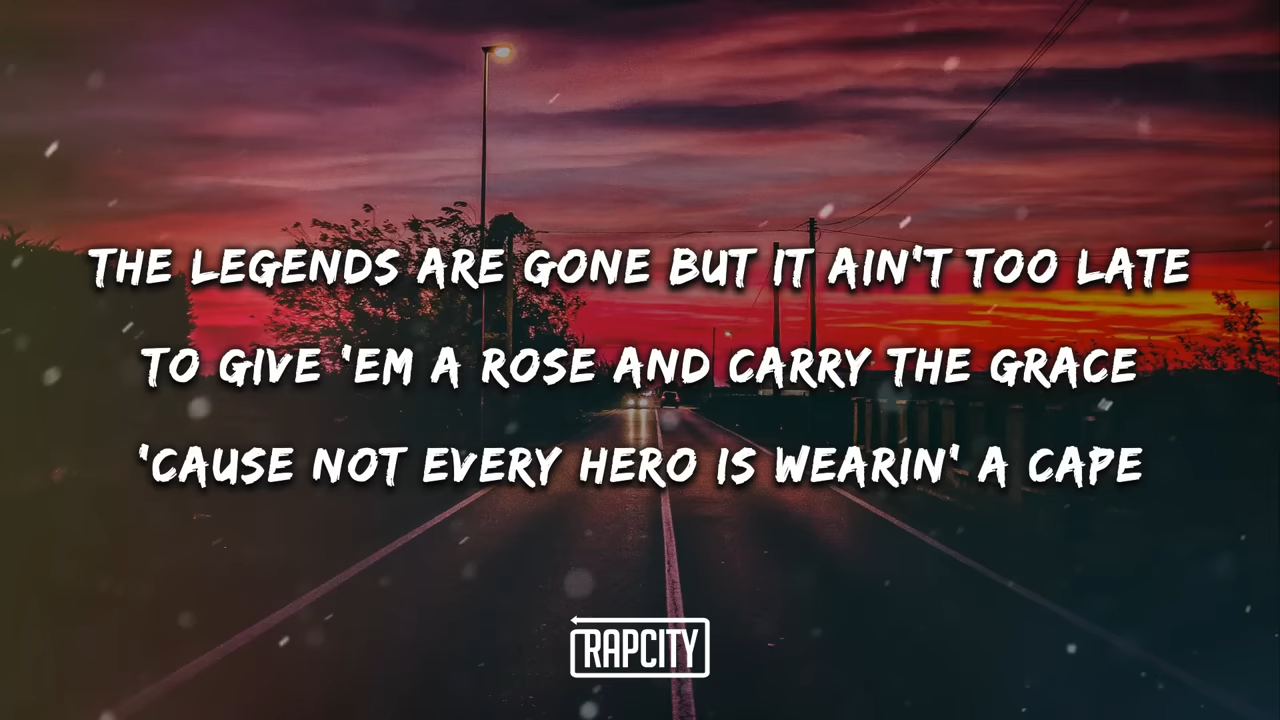 THE LEGENDS ARE GONE BUT IT AIN'T TOO LATE
TO GIVE 'EM A ROSE AND CARRY THE GRACE
'CAUSE NOT EVERY HERO IS WEARIN' A CAPE
RAPCITY